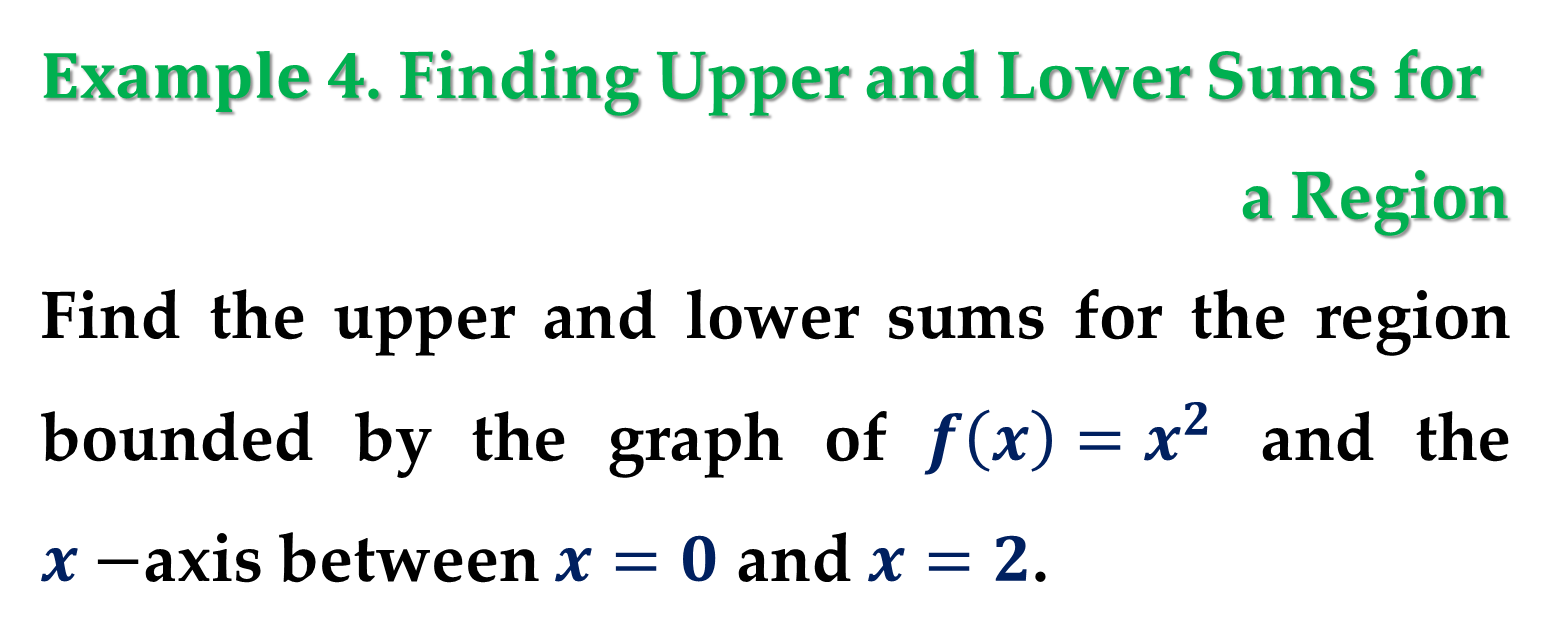 Example 4. Finding Upper and Lower Sums for
a Region
Find the upper and lower sums for the region
bounded by the graph of f(x) = x² and the
x −axis between x = 0 and x = 2.